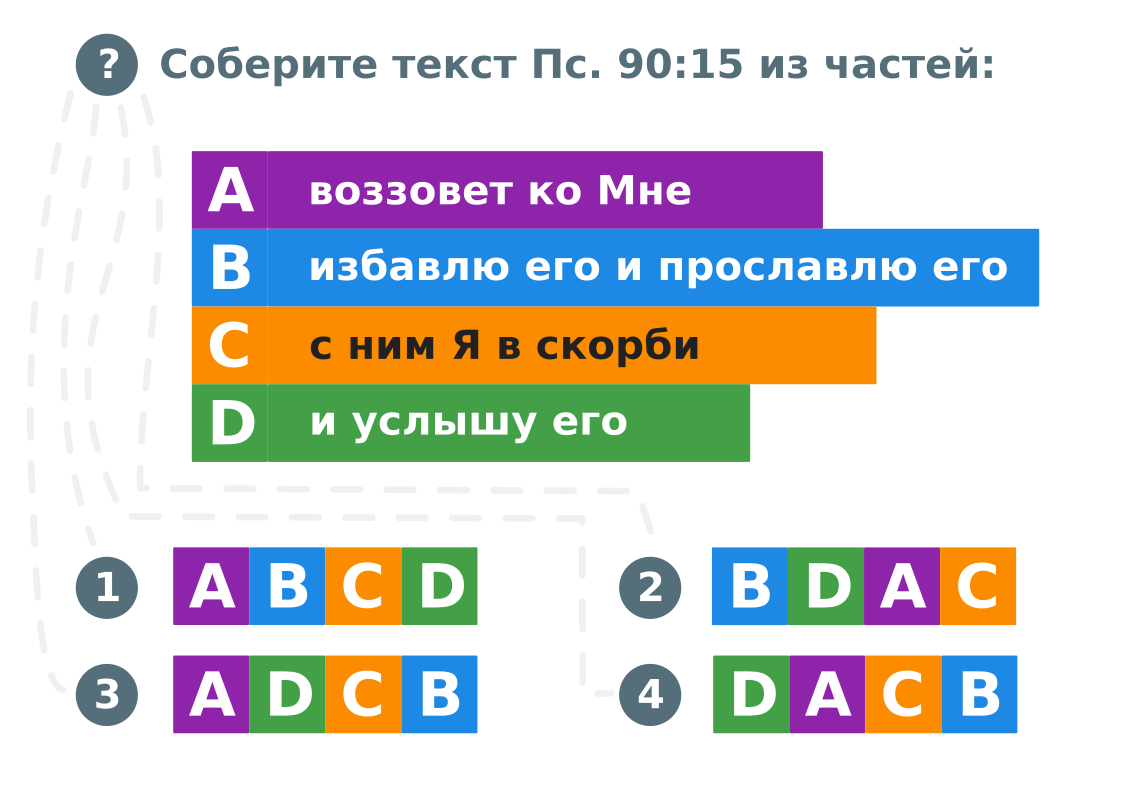 ? Соберите текст Пс. 90:15 из частей:
A воззовет ко Мне
B избавлю его и прославлю его
C с ним Я в скорби
D и услышу его
1 A B C D
2 B D A C
3 A D C B
4 D A C B